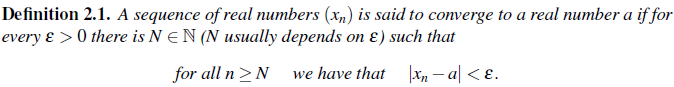 Definition 2.1. A sequence of real numbers (xₙ) is said to converge to a real number a if for
every ε > 0 there is N ∈ ℕ (N usually depends on ε) such that
for all n ≥ N we have that |xₙ − a| < ε.